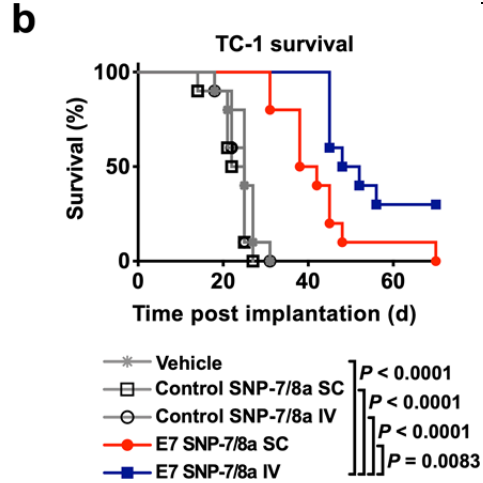 b
TC-1 survival
Survival (%)
100
50
0
0 20 40 60
Time post implantation (d)
Vehicle
Control SNP-7/8a SC
Control SNP-7/8a IV
E7 SNP-7/8a SC
E7 SNP-7/8a IV
P < 0.0001
P < 0.0001
P < 0.0001
P = 0.0083